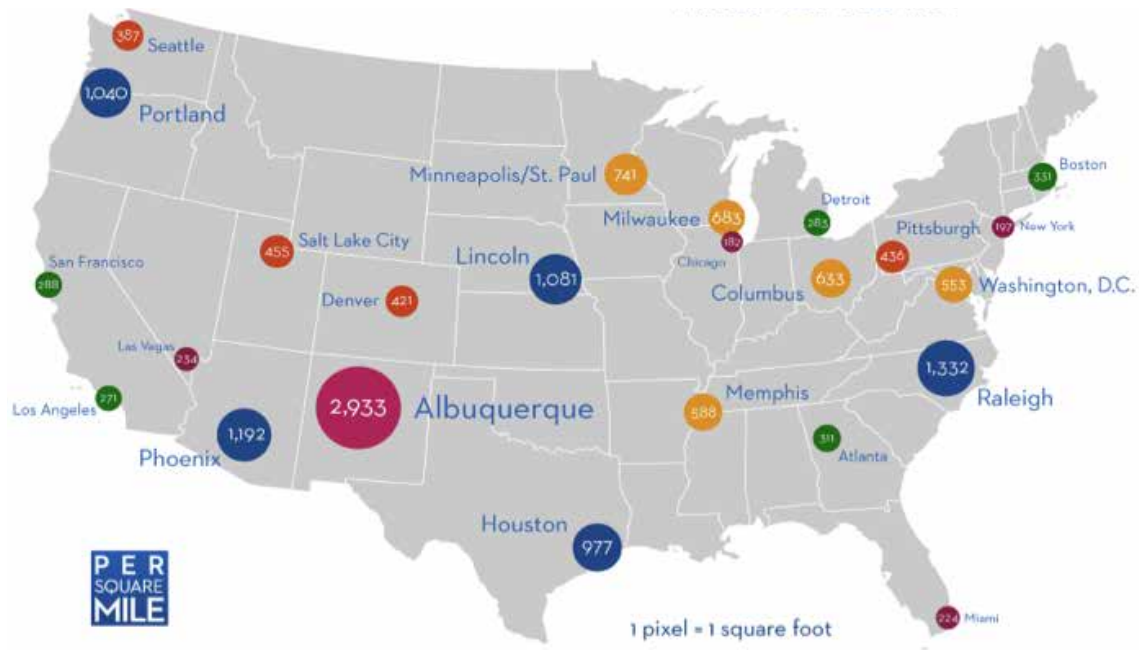 387
Seattle
1,040
Portland
Minneapolis/St. Paul
741
331
Boston
Detroit
283
Milwaukee
683
182
Chicago
Pittsburgh
436
197
New York
455
Salt Lake City
San Francisco
288
Lincoln
1,081
Columbus
633
553
Washington, D.C.
Denver
421
Las Vegas
234
1,332
Raleigh
Los Angeles
271
2,933
Albuquerque
Memphis
588
1,192
Phoenix
311
Atlanta
Houston
977
PER
SQUARE
MILE
1 pixel = 1 square foot
224
Miami